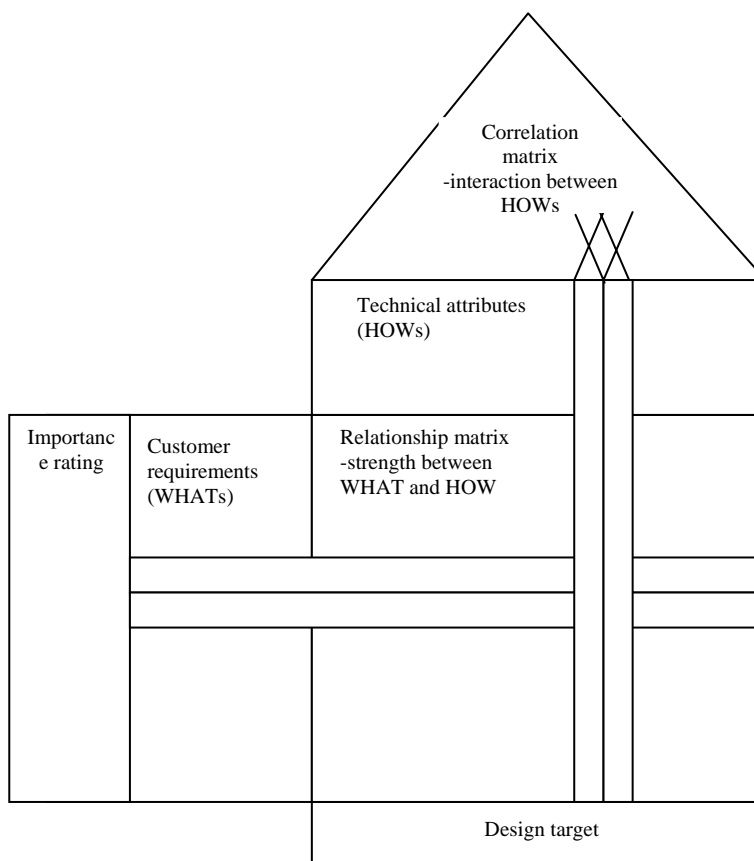 Correlation
matrix
-interaction between
HOWs
Technical attributes
(HOWs)
Importanc
e rating
Customer
requirements
(WHATs)
Relationship matrix
-strength between
WHAT and HOW
Design target